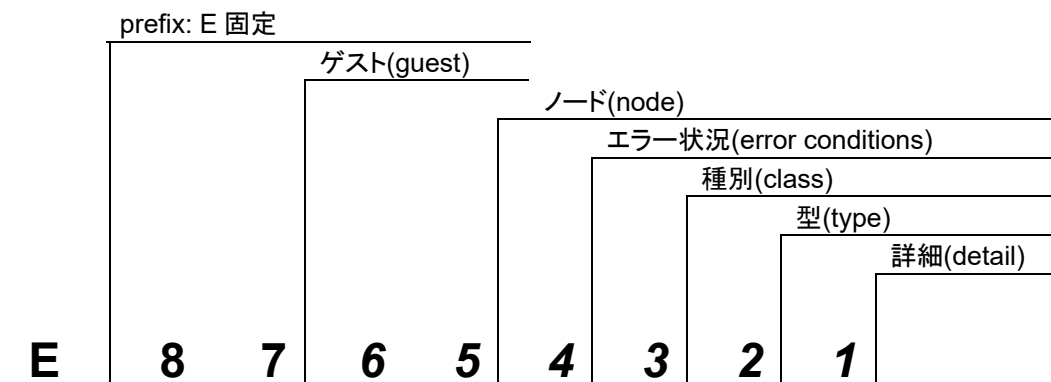 prefix: E 固定
ゲスト(guest)
ノード(node)
エラー状況(error conditions)
種別(class)
型(type)
詳細(detail)
E 8 7 6 5 4 3 2 1